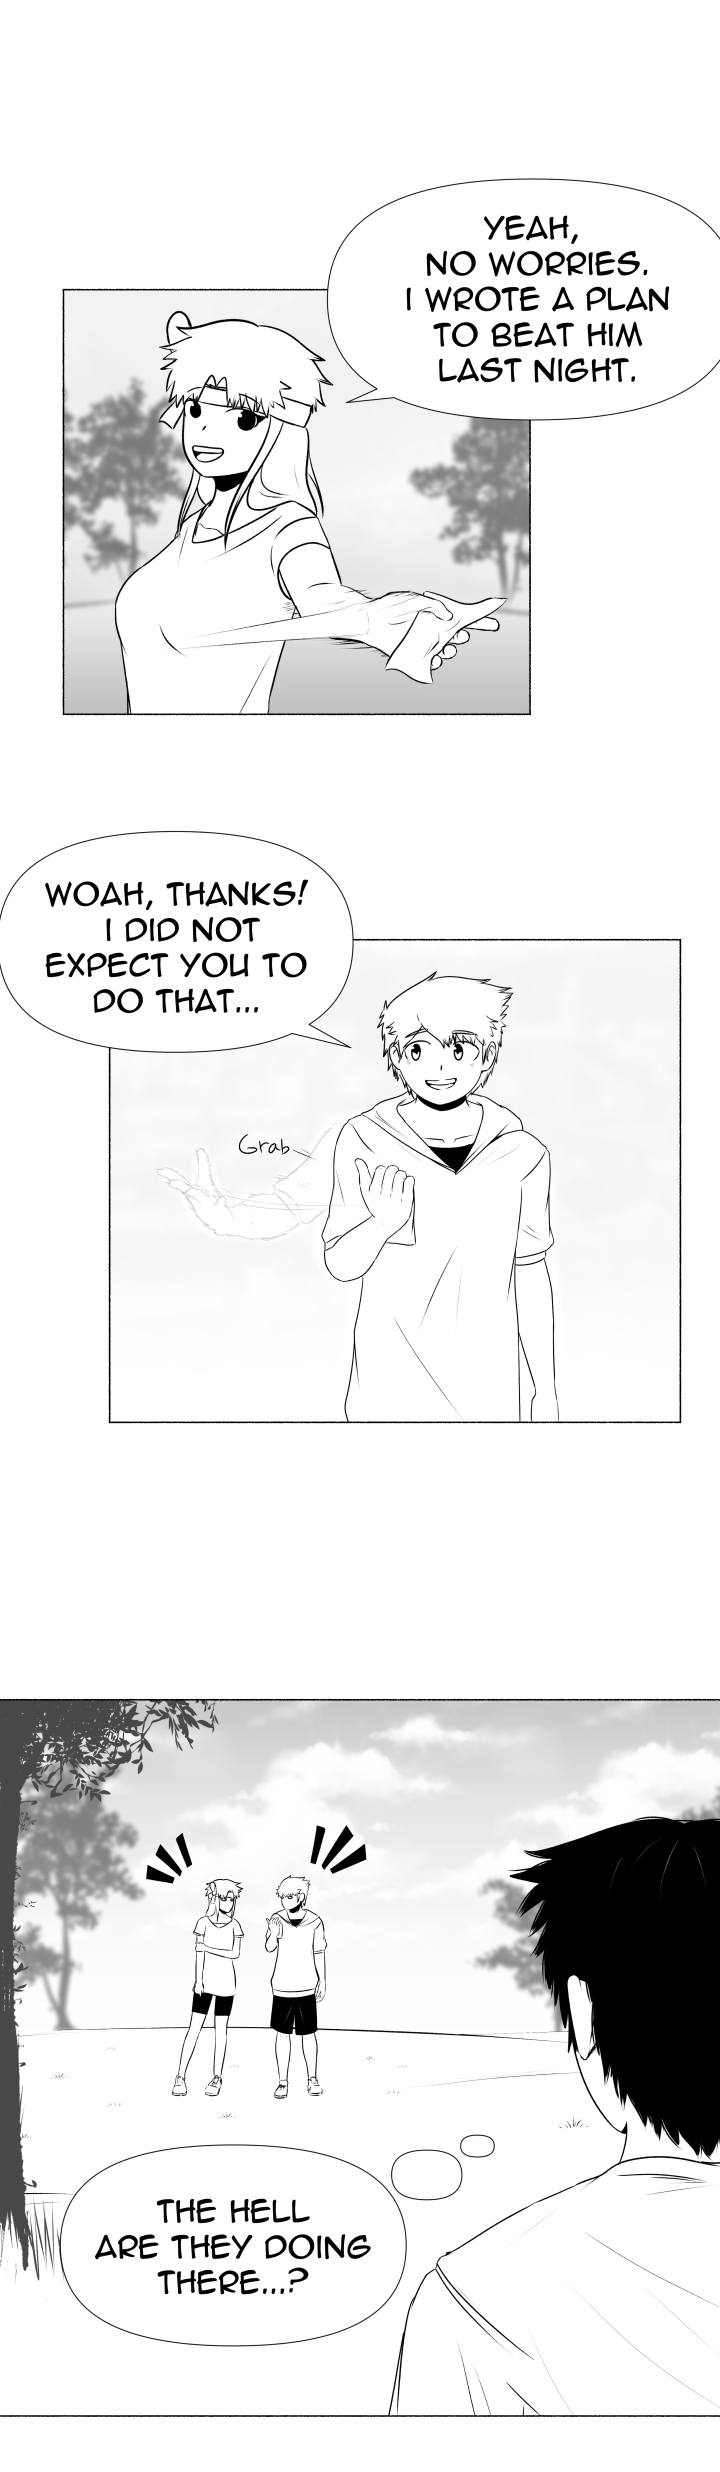 YEAH,
NO WORRIES.
I WROTE A PLAN
TO BEAT HIM
LAST NIGHT.
WOAH, THANKS!
I DID NOT
EXPECT YOU TO
DO THAT...
Grab
THE HELL
ARE THEY DOING
THERE...?